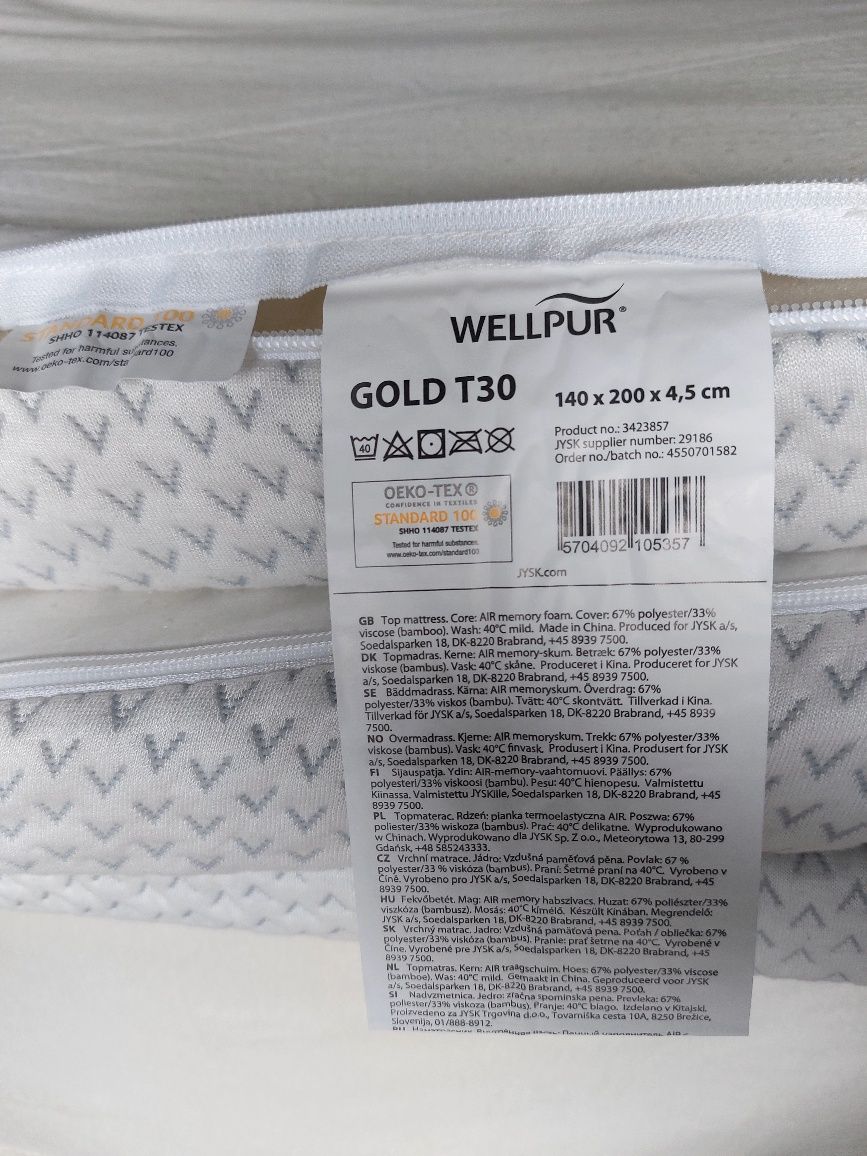 STANDARD 100
SHHO 114087 TESTEX
Tested for harmful
www.oeko-tex.com/
WELLPUR®
GOLD T30
140 x 200 x 4,5 cm
40
Product no.: 3423857
JYSK supplier number: 29186
Order no./batch no.: 4550701582
OEKO-TEX®
CONFIDENCE IN TEXTILES
STANDARD 100
SHHO 114087 TESTEX
Tested for harmful substances.
www.oeko-tex.com/standard100
5704092 105357
JYSK.com
GB Top mattress. Core: AIR memory foam. Cover: 67% polyester/33%
viscose (bamboo). Wash: 40°C mild. Made in China. Produced for JYSK a/s,
Soedalsparken 18, DK-8220 Brabrand, +45 8939 7500.
DK Topmadras. Kerne: AIR memory-skum. Betræk: 67% polyester/33%
viskose (bambus). Vask: 40°C skåne. Produceret i Kina. Produceret for JYSK
a/s, Soedalsparken 18, DK-8220 Brabrand, +45 8939 7500.
SE Bäddmadrass. Kärna: AIR memoryskum. Överdrag: 67%
polyester/33% viskos (bambu). Tvätt: 40°C skontvätt. Tillverkad i Kina.
Tillverkad för JYSK a/s, Soedalsparken 18, DK-8220 Brabrand, +45 8939
7500.
NO Overmadrass. Kjerne: AIR memoryskum. Trekk: 67% polyester/33%
viskose (bambus). Vask: 40°C finvask. Produsert i Kina. Produsert for JYSK
a/s, Soedalsparken 18, DK-8220 Brabrand, +45 8939 7500.
FI Sijauspatja. Ydin: AIR-memory-vaahtomuovi. Päällys: 67%
polyesteri/33% viskoosi (bambu). Pesu: 40°C hienopesu. Valmistettu
Kiinassa. Valmistettu JYSKille, Soedalsparken 18, DK-8220 Brabrand, +45
8939 7500.
PL Topmaterac. Rdzeń: pianka termoelastyczna AIR. Poszwa: 67%
poliester/33% wiskoza (bambus). Prać: 40°C delikatne. Wyprodukowano
w Chinach. Wyprodukowano dla JYSK Sp. Z o.o., Meteorytowa 13, 80-299
Gdańsk, +48 585243333.
CZ Vrchní matrace. Jádro: Vzdušná paměťová pěna. Povlak: 67 %
polyester/33 % viskóza (bambus). Praní: Šetrné praní na 40°C. Vyrobeno v
Číně. Vyrobeno pro JYSK a/s, Soedalsparken 18, DK-8220 Brabrand, +45
8939 7500.
HU Fekvőbetét. Mag: AIR memory habszivacs. Huzat: 67% poliészter/33%
viszkóza (bambusz). Mosás: 40°C kímélő. Készült Kínában. Megrendelő:
JYSK a/s, Soedalsparken 18, DK-8220 Brabrand, +45 8939 7500.
SK Vrchný matrac. Jadro: Vzdušná pamäťová pena. Poťah / obliečka: 67%
polyester/33% viskóza (bambus). Pranie: prať šetrne na 40°C. Vyrobené v
Číne. Vyrobené pre JYSK a/s, Soedalsparken 18, DK-8220 Brabrand, +45
8939 7500.
NL Topmatras. Kern: AIR traagschuim. Hoes: 67% polyester/33% viscose
(bamboe). Was: 40°C mild. Gemaakt in China. Geproduceerd voor JYSK
a/s, Soedalsparken 18, DK-8220 Brabrand, +45 8939 7500.
SI Nadvzmetnica. Jedro: zračna spominska pena. Prevleka: 67%
poliester/33% viskoza (bambus). Pranje: 40°C blago. Izdelano v Kitajski.
Proizvedeno za JYSK Trgovina d.o.o., Tovarniška cesta 10A, 8250 Brežice,
Slovenija, 01/888-8912.